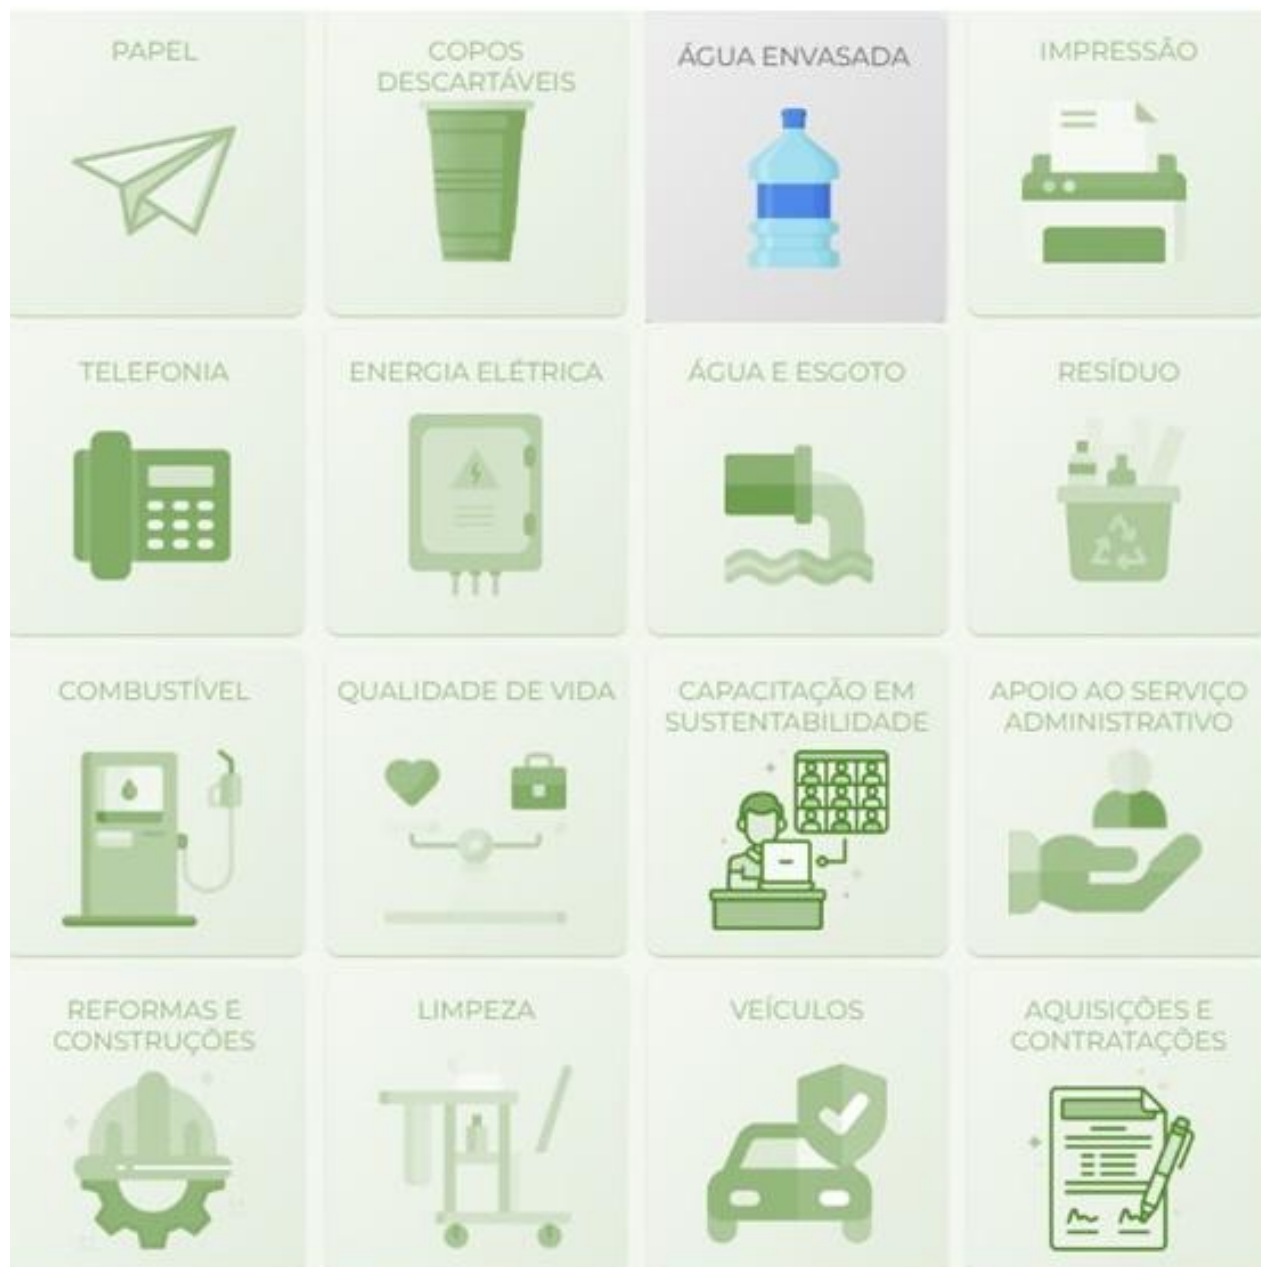 PAPEL
COPOS
DESCARTÁVEIS
ÁGUA ENVASADA
IMPRESSÃO
TELEFONIA
ENERGIA ELÉTRICA
ÁGUA E ESGOTO
RESÍDUO
COMBUSTÍVEL
QUALIDADE DE VIDA
CAPACITAÇÃO EM
SUSTENTABILIDADE
APOIO AO SERVIÇO
ADMINISTRATIVO
REFORMAS E
CONSTRUÇÕES
LIMPEZA
VEÍCULOS
AQUISIÇÕES E
CONTRATAÇÕES